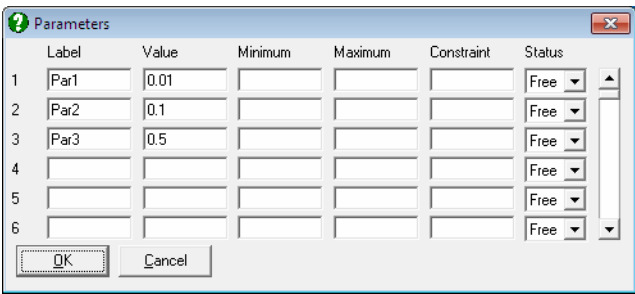 Parameters
Label Value Minimum Maximum Constraint Status
1 Par1 0.01 Free
2 Par2 0.1 Free
3 Par3 0.5 Free
4 Free
5 Free
6 Free
OK Cancel